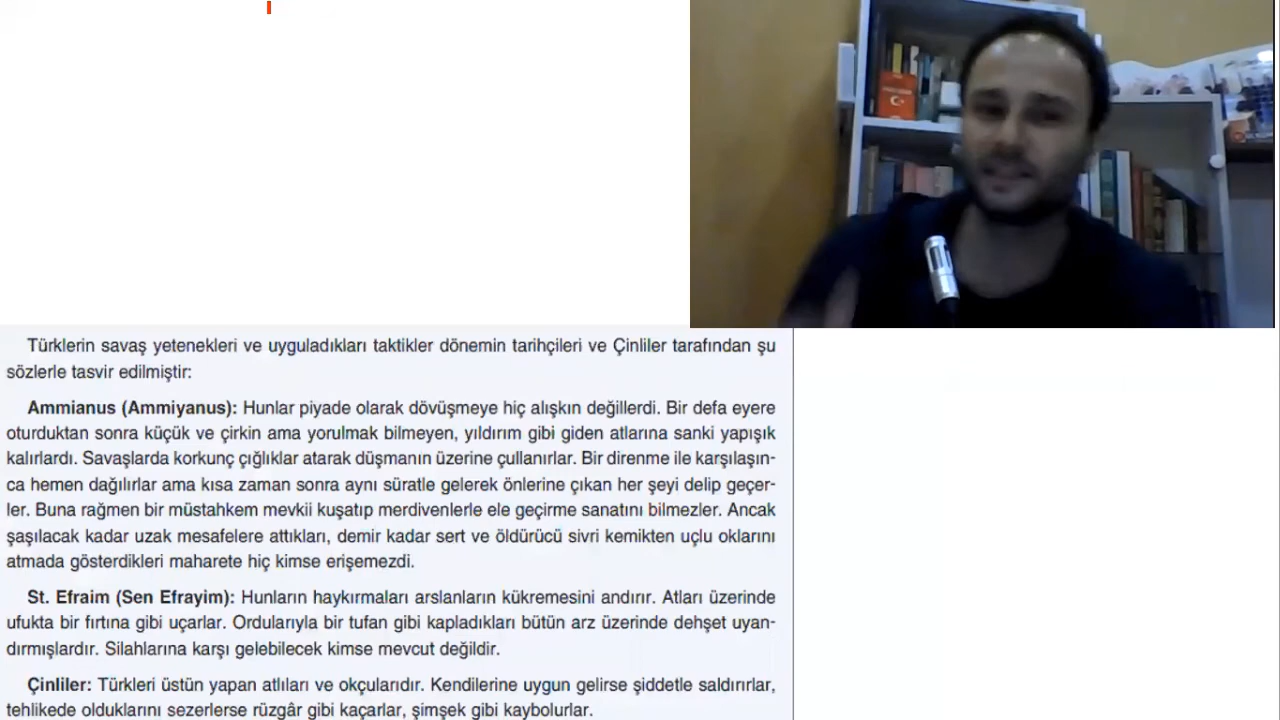 Türklerin savaş yetenekleri ve uyguladıkları taktikler dönemin tarihçileri ve Çinliler tarafından şu
sözlerle tasvir edilmiştir:
Ammianus (Ammiyanus): Hunlar piyade olarak dövüşmeye hiç alışkın değillerdi. Bir defa eyere
oturduktan sonra küçük ve çirkin ama yorulmak bilmeyen, yıldırım gibi giden atlarına sanki yapışık
kalırlardı. Savaşlarda korkunç çığlıklar atarak düşmanın üzerine çullanırlar. Bir direnme ile karşılaşın-
ca hemen dağılırlar ama kısa zaman sonra aynı süratle gelerek önlerine çıkan her şeyi delip geçer-
ler. Buna rağmen bir müstahkem mevkii kuşatıp merdivenlerle ele geçirme sanatını bilmezler. Ancak
şaşılacak kadar uzak mesafelere attıkları, demir kadar sert ve öldürücü sivri kemikten uçlu oklarını
atmada gösterdikleri maharete hiç kimse erişemezdi.
St. Efraim (Sen Efrayim): Hunların haykırmaları arslanların kükremesini andırır. Atları üzerinde
ufukta bir fırtına gibi uçarlar. Ordularıyla bir tufan gibi kapladıkları bütün arz üzerinde dehşet uyan-
dırmışlardır. Silahlarına karşı gelebilecek kimse mevcut değildir.
Çinliler: Türkleri üstün yapan atlıları ve okçularıdır. Kendilerine uygun gelirse şiddetle saldırırlar,
tehlikede olduklarını sezerlerse rüzgâr gibi kaçarlar, şimşek gibi kaybolurlar.